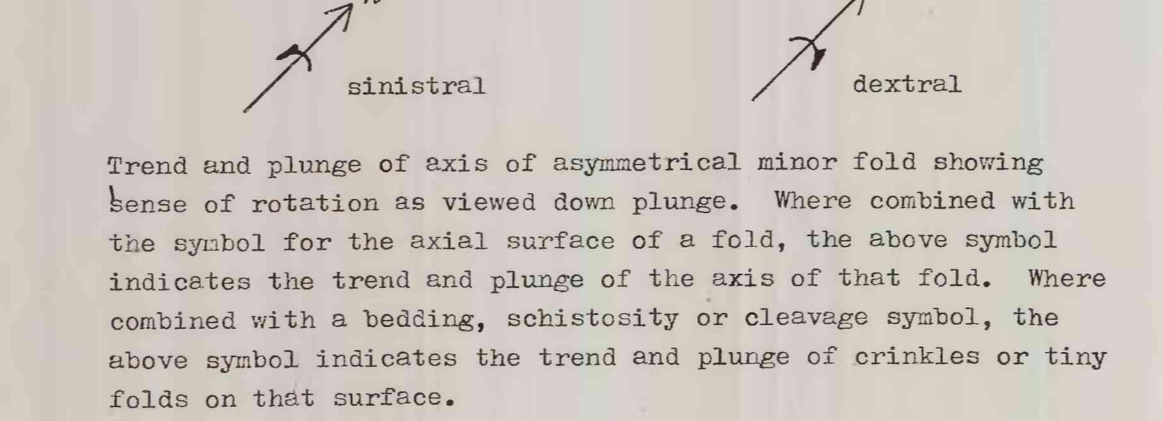 sinistral dextral
Trend and plunge of axis of asymmetrical minor fold showing
sense of rotation as viewed down plunge. Where combined with
the symbol for the axial surface of a fold, the above symbol
indicates the trend and plunge of the axis of that fold. Where
combined with a bedding, schistosity or cleavage symbol, the
above symbol indicates the trend and plunge of crinkles or tiny
folds on that surface.